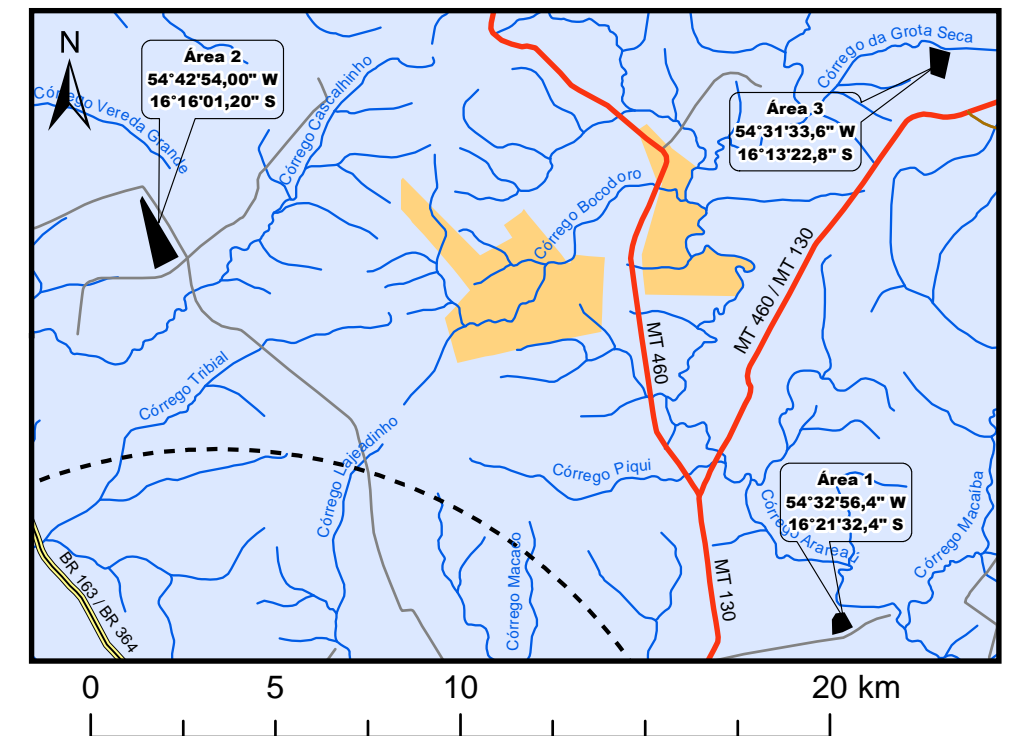 N
Área 2
54°42'54,00" W
16°16'01,20" S
Córrego Vereda Grande
Córrego Cascalhinho
Córrego da Grota Seca
Área 3
54°31'33,6" W
16°13'22,8" S
Córrego Bocodoro
MT 460 / MT 130
MT 460
Córrego Tribial
Córrego Lajeadinho
Córrego Piqui
Área 1
54°32'56,4" W
16°21'32,4" S
Córrego Arareaú
Córrego Macaiba
Córrego Macaco
MT 130
BR 163 / BR 364
0 5 10 20 km